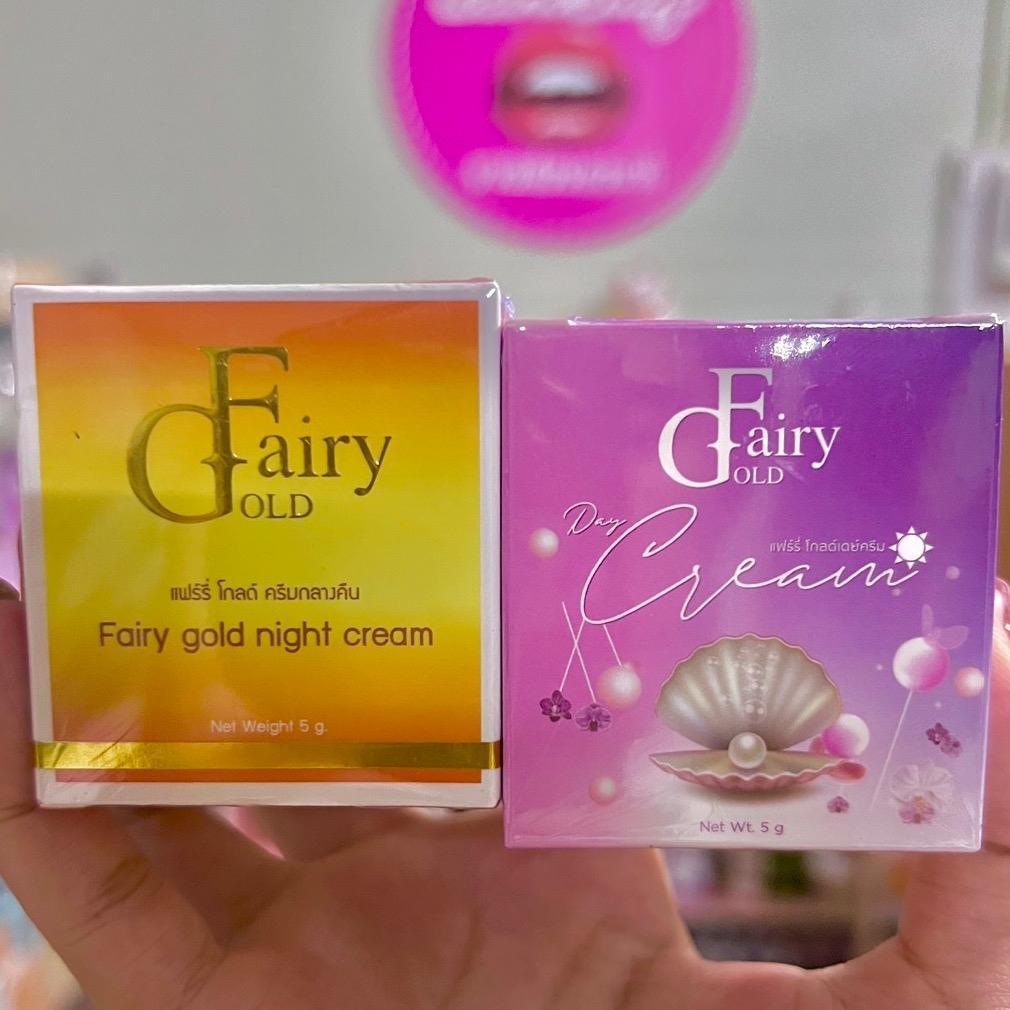 Fairy
GOLD
แฟร์รี่ โกลด์ ครีมกลางคืน
Fairy gold night cream
Net Weight 5 g.
Fairy
GOLD
Day
แฟร์รี่ โกลด์เดย์ครีม
Cream
Net Wt. 5 g